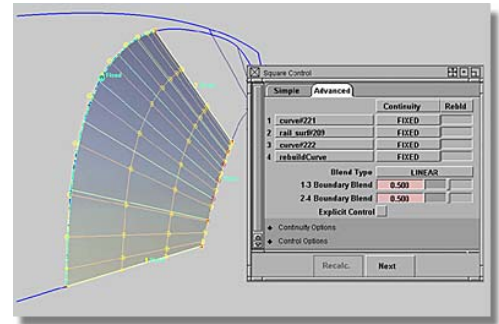 Square Control
Simple Advanced
Continuity Rebld
1 curve#221 FIXED
2 rail_surf#209 FIXED
3 curve#222 FIXED
4 rebuildCurve FIXED
Blend Type LINEAR
1-3 Boundary Blend 0.500
2-4 Boundary Blend 0.500
Explicit Control
Continuity Options
Control Options
Recalc. Next